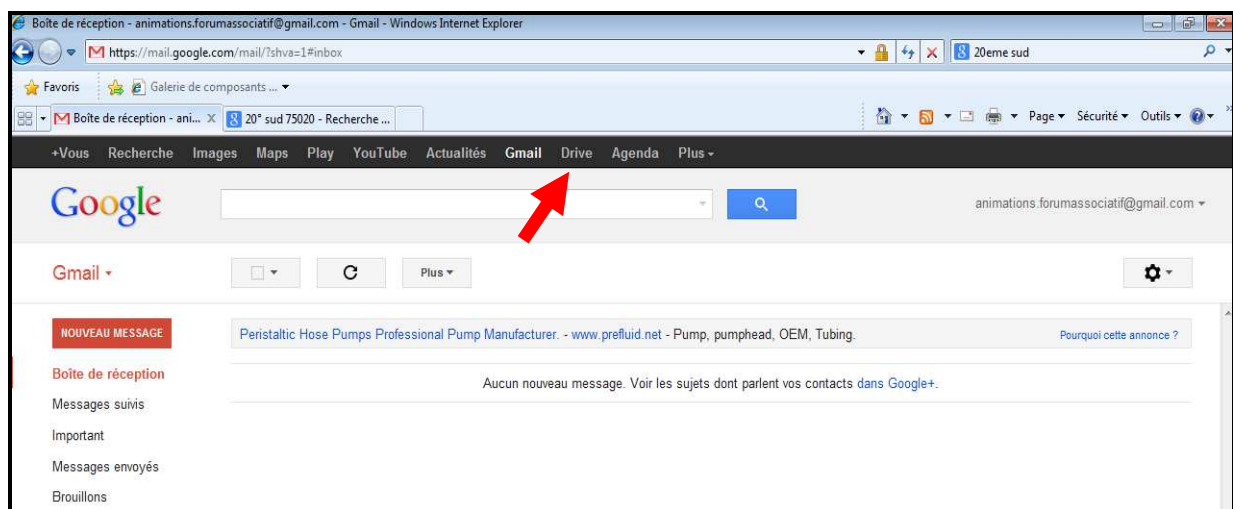 Boîte de réception - animations.forumassociatif@gmail.com - Gmail - Windows Internet Explorer
https://mail.google.com/mail/?shva=1#inbox
20eme sud
Favoris Galerie de composants ...
Boîte de réception - ani... X 20° sud 75020 - Recherche ... Page Sécurité Outils
+Vous Recherche Images Maps Play YouTube Actualités Gmail Drive Agenda Plus
Google animations.forumassociatif@gmail.com
Gmail Plus
NOUVEAU MESSAGE
Peristaltic Hose Pumps Professional Pump Manufacturer. - www.prefluid.net - Pump, pumphead, OEM, Tubing. Pourquoi cette annonce ?
Boîte de réception
Aucun nouveau message. Voir les sujets dont parlent vos contacts dans Google+.
Messages suivis
Important
Messages envoyés
Brouillons